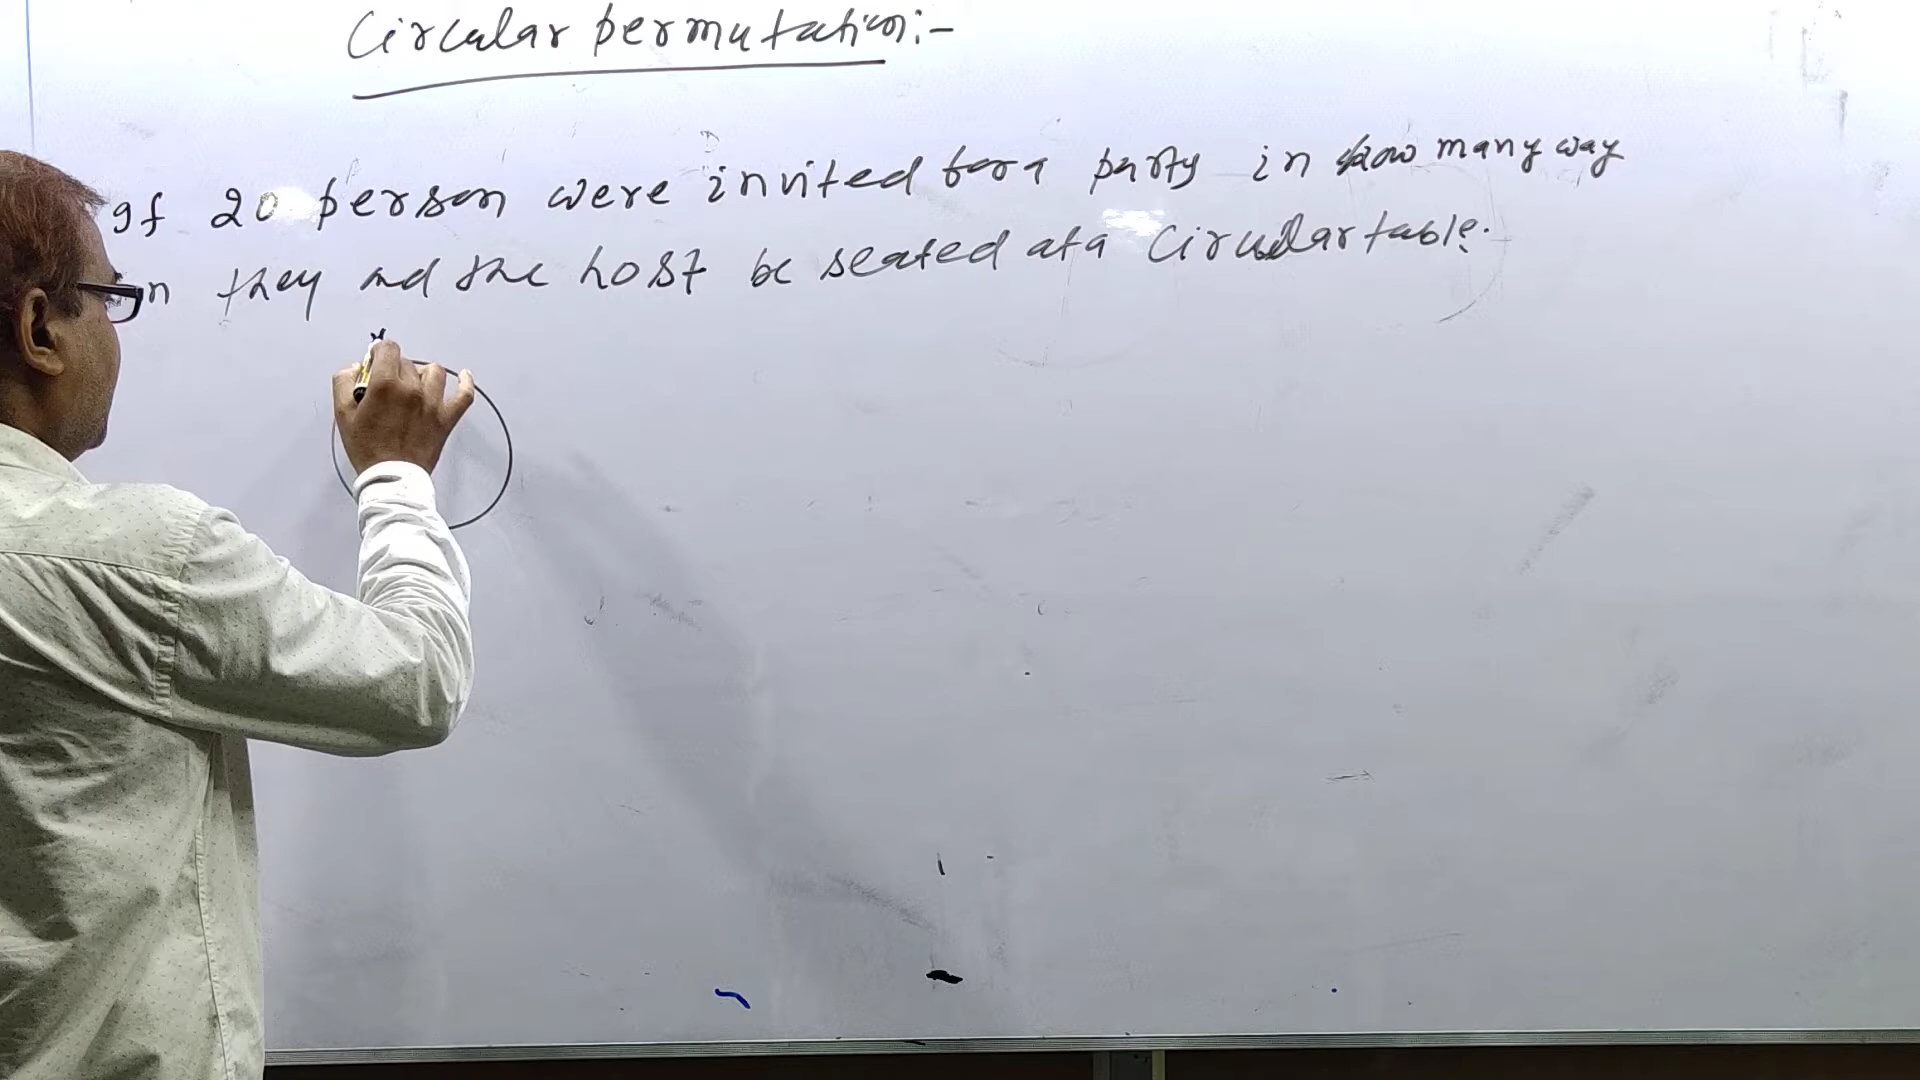 Circular permutation:-
If 20 person were invited for a party in how many way
they and the host be seated at a Circular table.